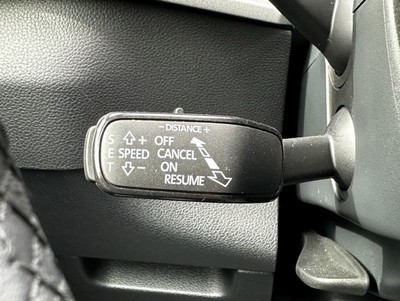 - DISTANCE +
S + OFF
E SPEED CANCEL
T - ON
RESUME